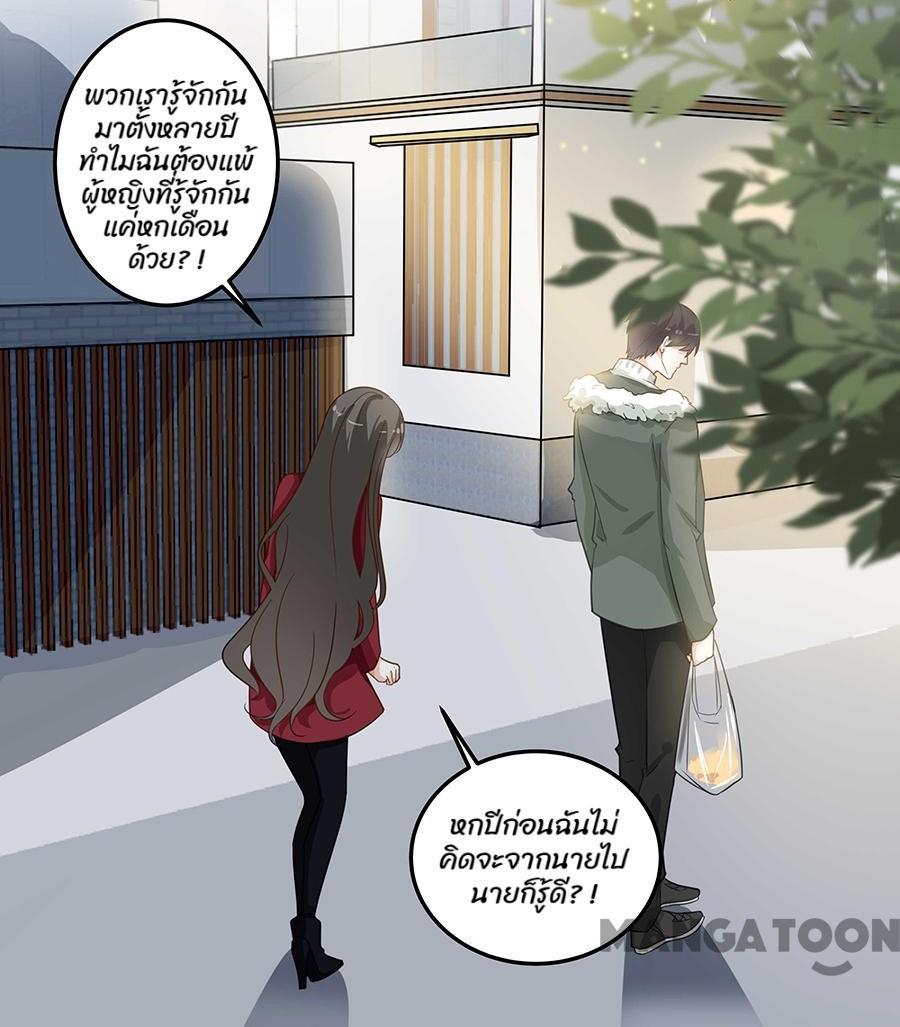 พวกเรารู้จักกัน
มาตั้งหลายปี
ทำไมฉันต้องแพ้
ผู้หญิงที่รู้จักกัน
แค่หกเดือน
ด้วย?!
หกปีก่อนฉันไม่
คิดจะจากนายไป
นายก็รู้ดี?!
MANGATOON